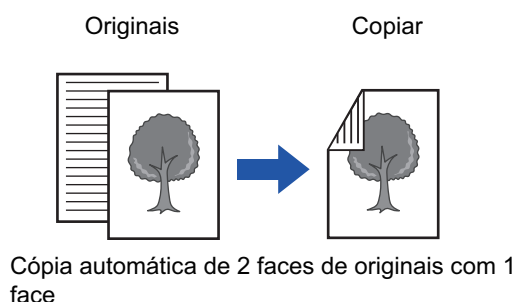 Originais Copiar
Cópia automática de 2 faces de originais com 1
face